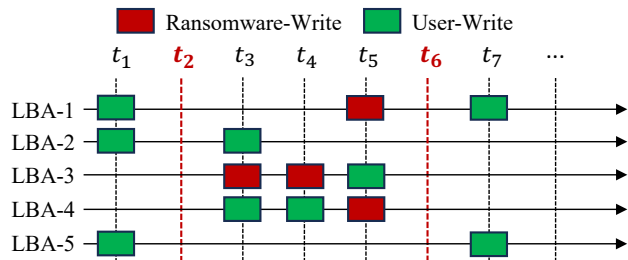 Ransomware-Write User-Write
t₁ t₂ t₃ t₄ t₅ t₆ t₇ ...
LBA-1
LBA-2
LBA-3
LBA-4
LBA-5